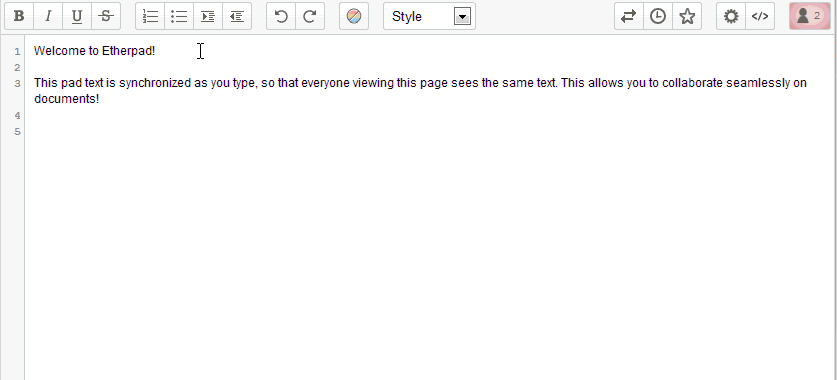 B I U S Style </> 2
1 Welcome to Etherpad!
2
3 This pad text is synchronized as you type, so that everyone viewing this page sees the same text. This allows you to collaborate seamlessly on
documents!
4
5